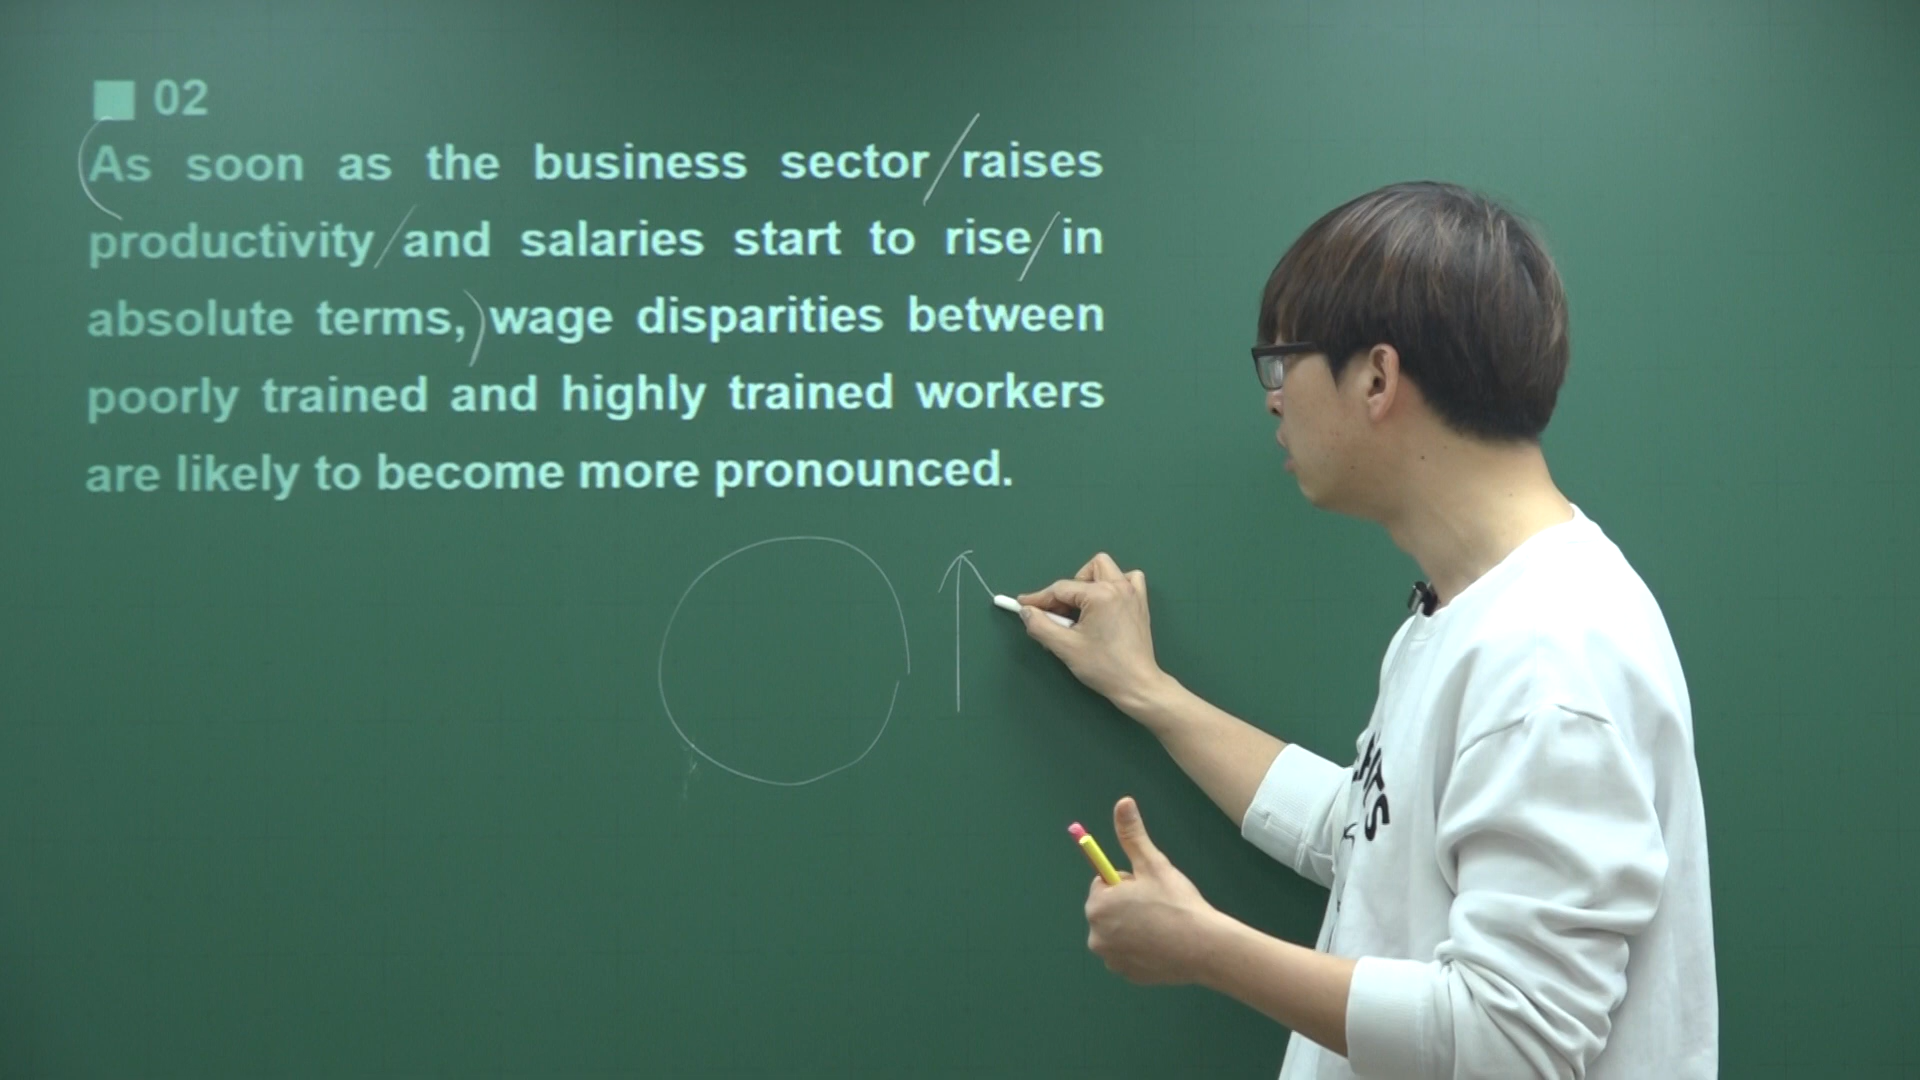 02
As soon as the business sector raises
productivity and salaries start to rise in
absolute terms, wage disparities between
poorly trained and highly trained workers
are likely to become more pronounced.